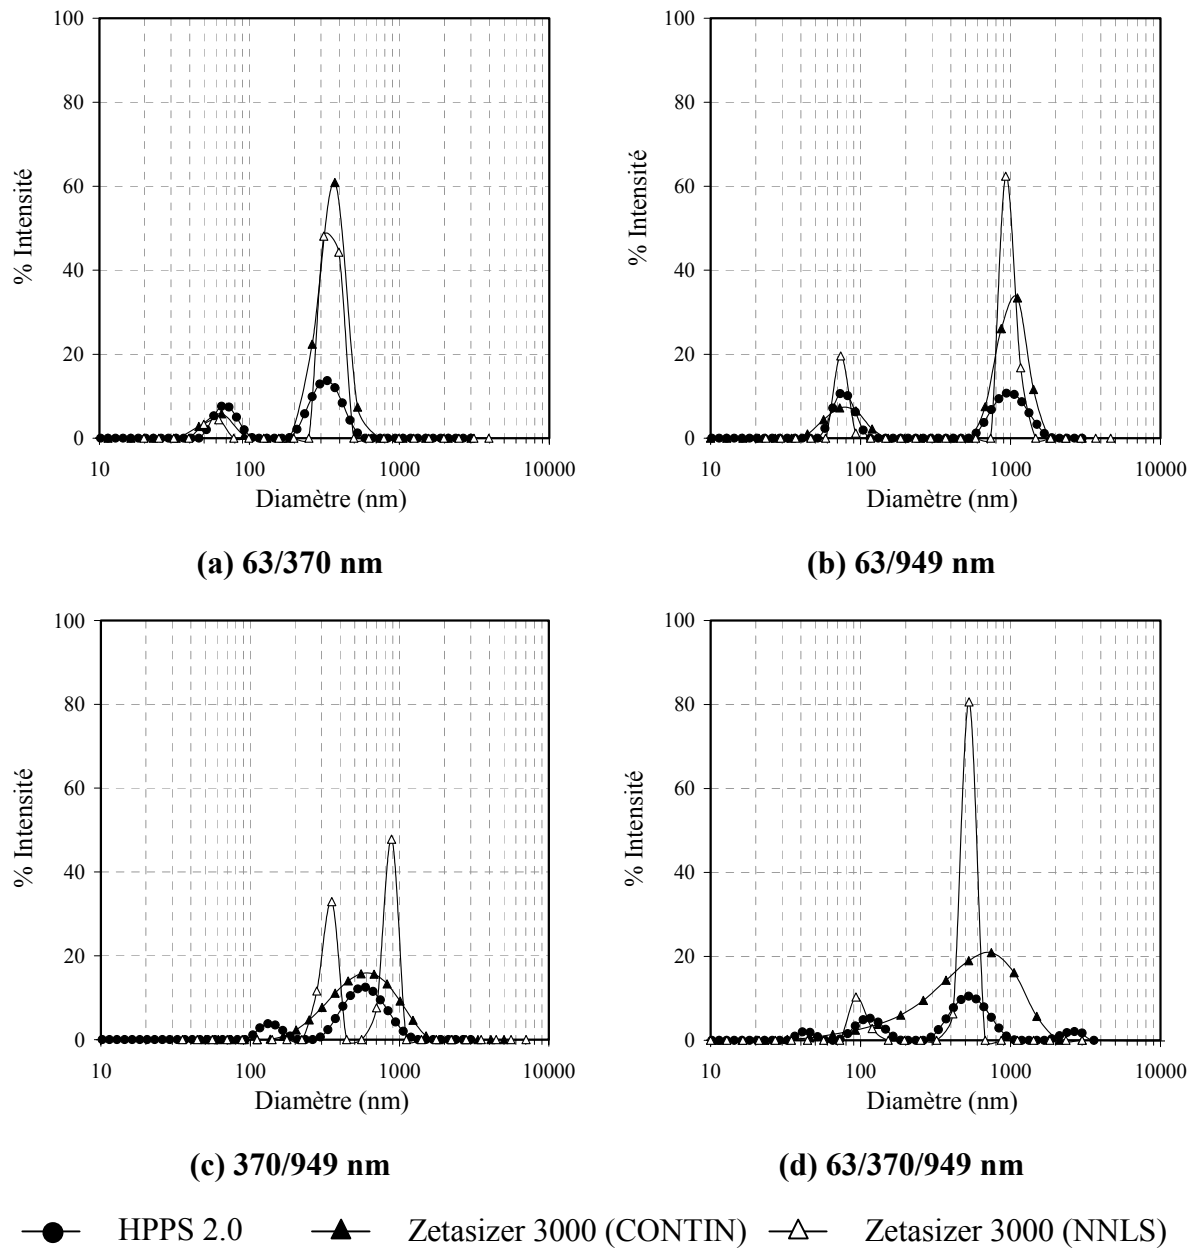 100
80
60
40
20
0
% Intensité
10 100 1000 10000
Diamètre (nm)
(a) 63/370 nm
100
80
60
40
20
0
% Intensité
10 100 1000 10000
Diamètre (nm)
(b) 63/949 nm
100
80
60
40
20
0
% Intensité
10 100 1000 10000
Diamètre (nm)
(c) 370/949 nm
100
80
60
40
20
0
% Intensité
10 100 1000 10000
Diamètre (nm)
(d) 63/370/949 nm
HPPS 2.0 Zetasizer 3000 (CONTIN) Zetasizer 3000 (NNLS)